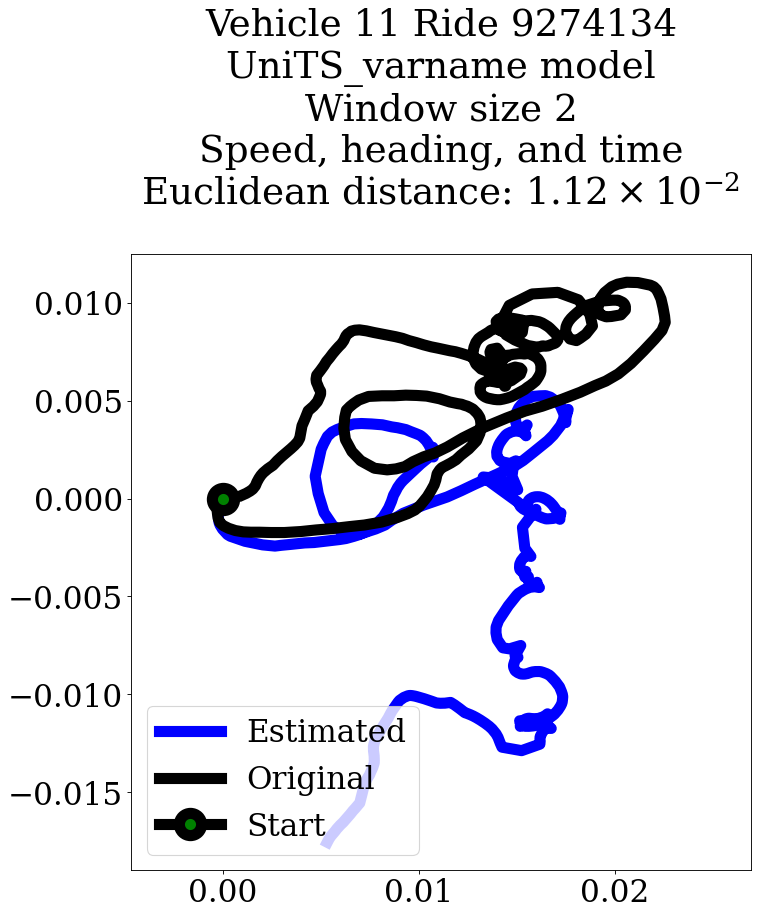 Vehicle 11 Ride 9274134
UniTS_varname model
Window size 2
Speed, heading, and time
Euclidean distance: 1.12 × 10⁻²
0.010
0.005
0.000
−0.005
−0.010
−0.015
Estimated
Original
Start
0.00 0.01 0.02